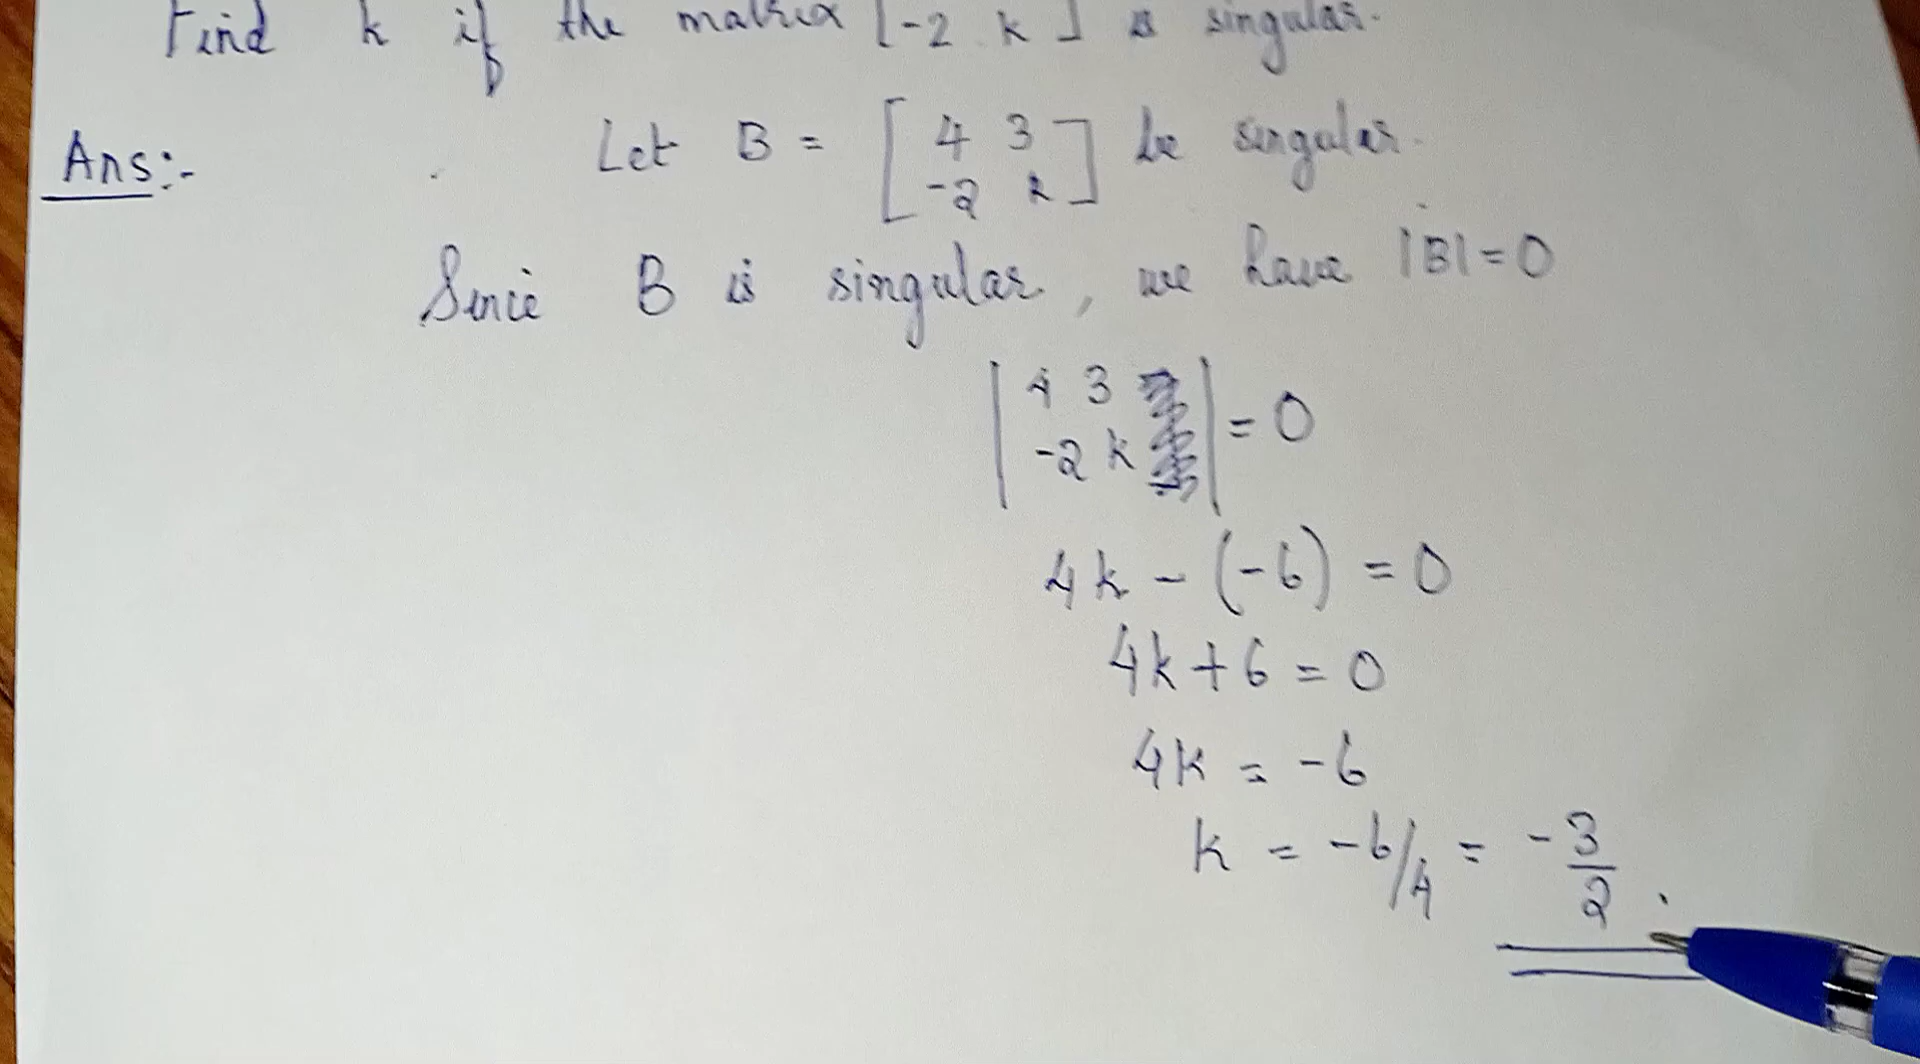 Find k if the matrix [-2 k] is singular.
Ans:-
Let B = [ 4 3 ] be singular.
-2 k
Since B is singular, we have |B| = 0
| 4 3 | = 0
-2 k
4k - (-6) = 0
4k + 6 = 0
4k = -6
k = -6/4 = -3/2.